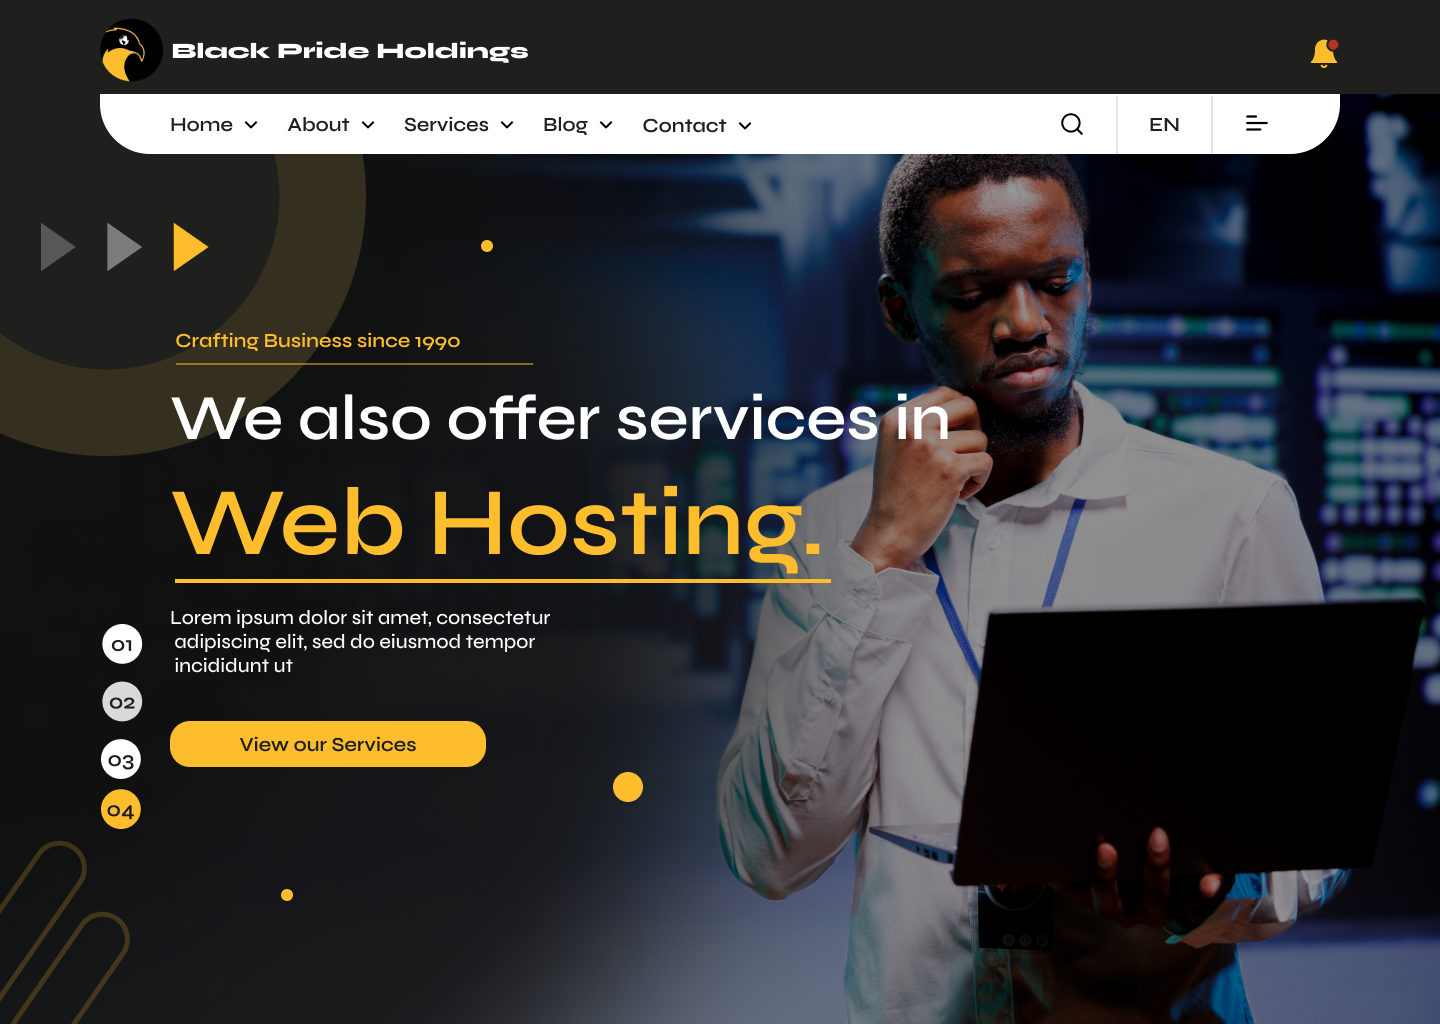 Black Pride Holdings
Home About Services Blog Contact EN
Crafting Business since 1990
We also offer services in
Web Hosting.
Lorem ipsum dolor sit amet, consectetur
adipiscing elit, sed do eiusmod tempor
incididunt ut
01
02
03
04
View our Services